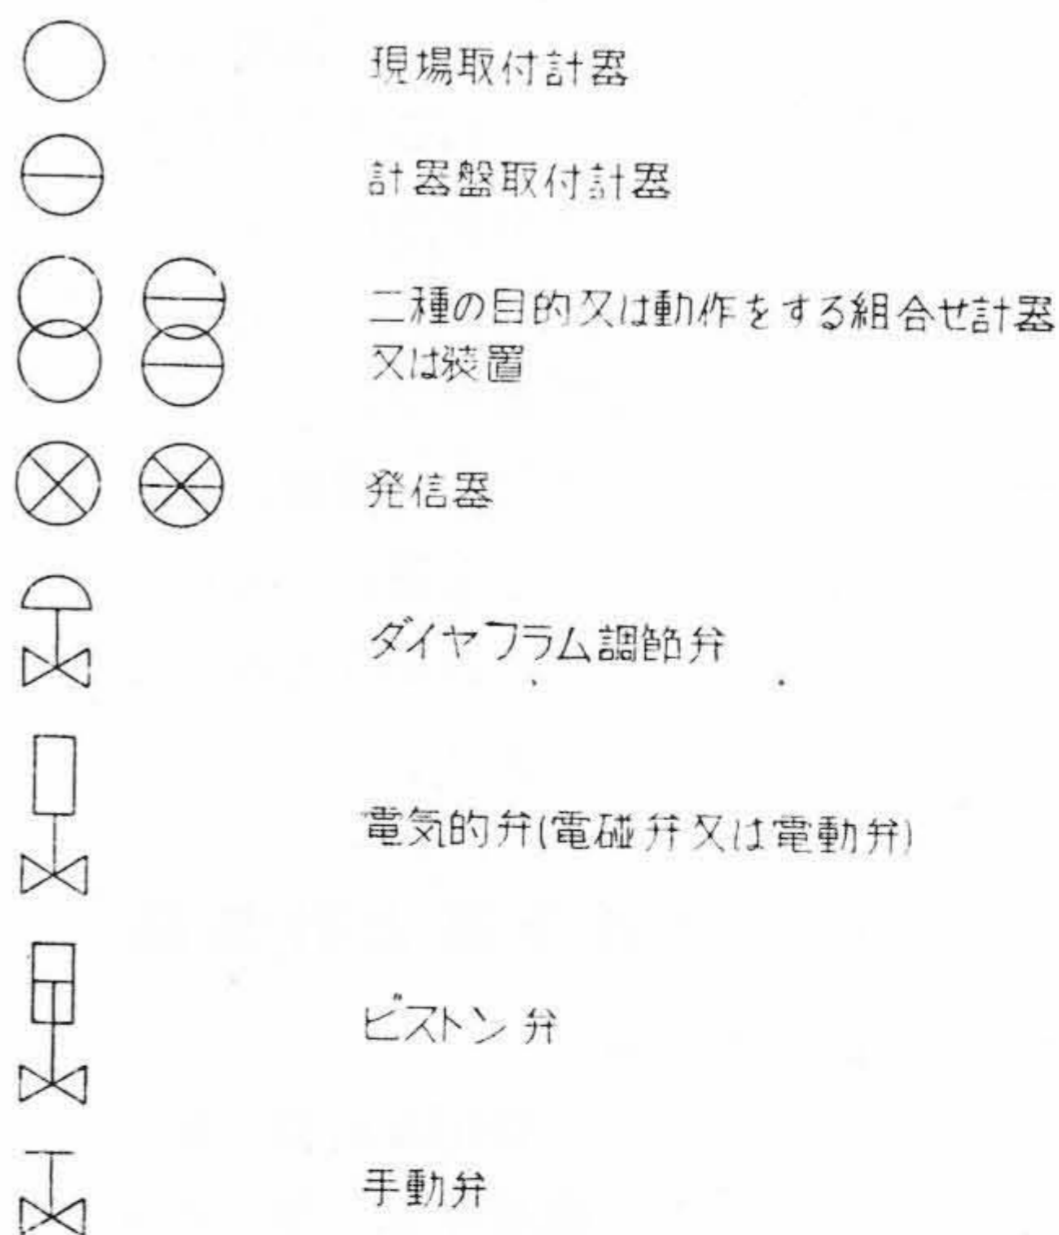 現場取付計器
計器盤取付計器
二種の目的又は動作をする組合せ計器
又は装置
発信器
ダイヤフラム調節弁
電気的弁(電磁弁又は電動弁)
ピストン弁
手動弁